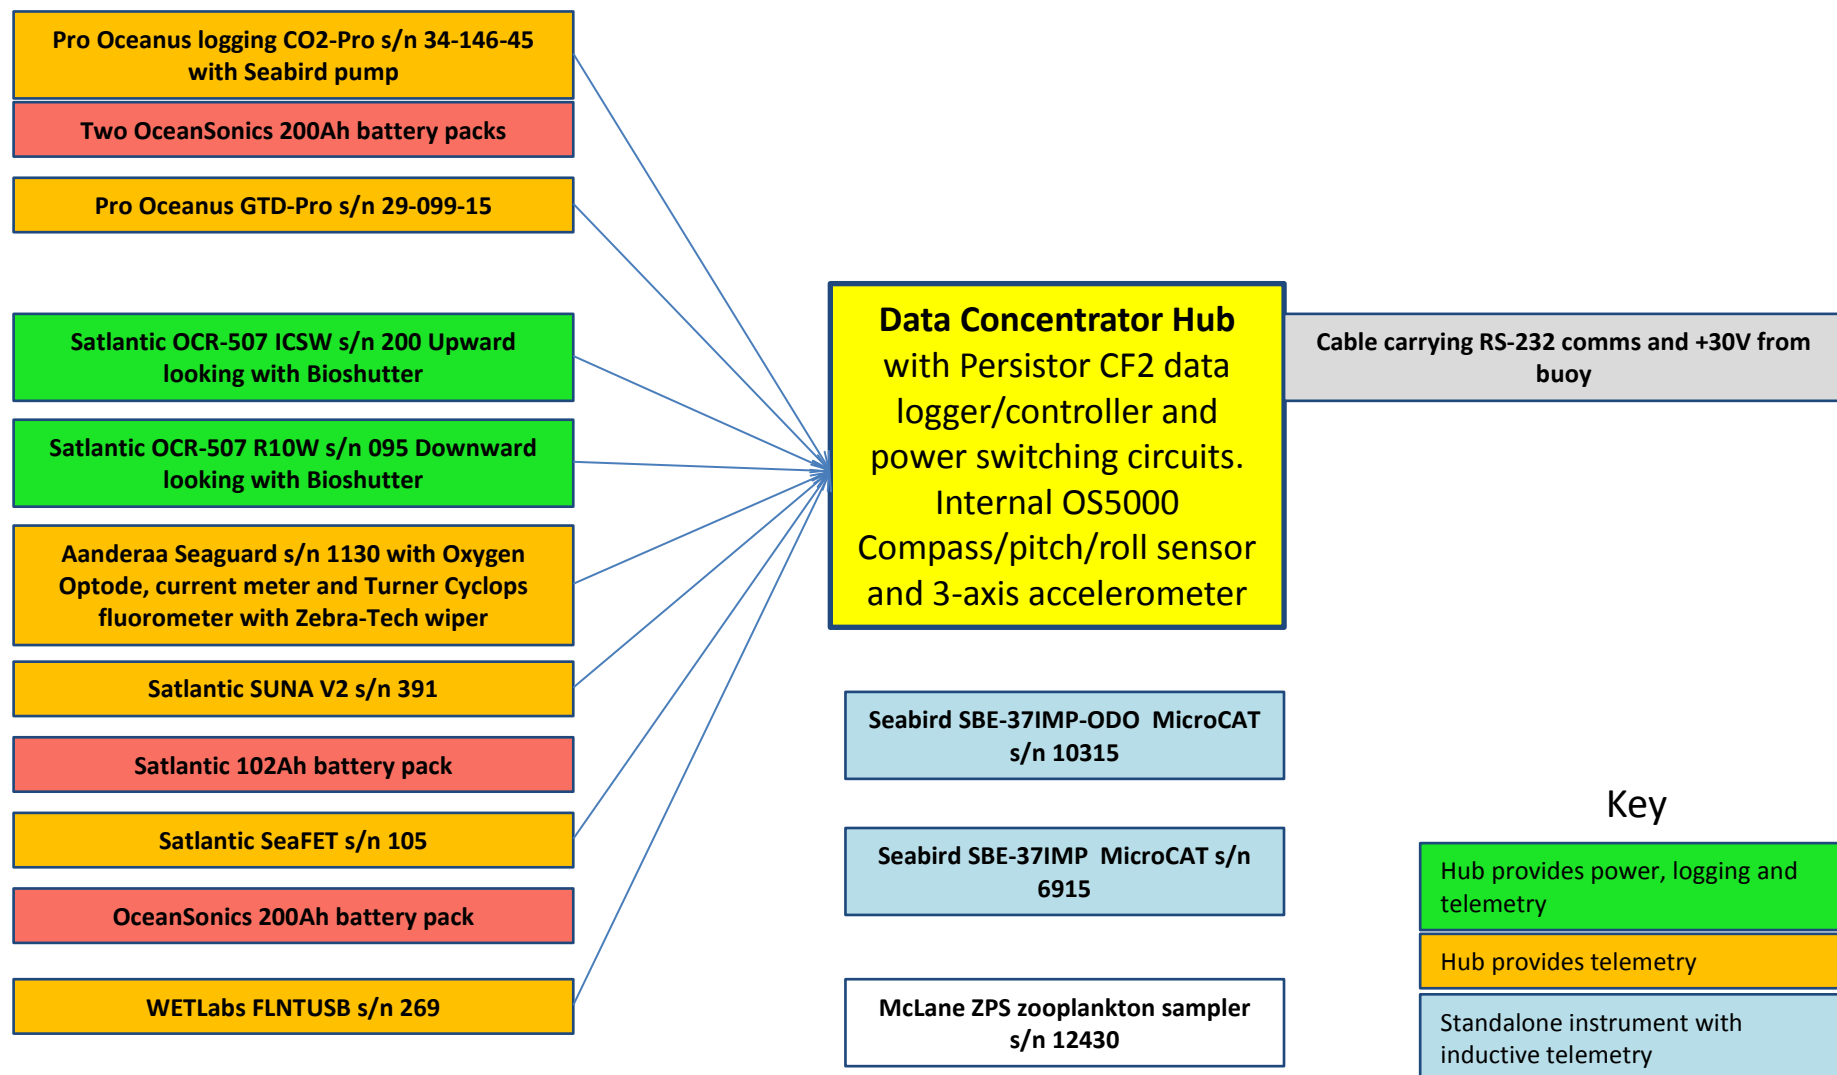 Pro Oceanus logging CO2-Pro s/n 34-146-45
with Seabird pump
Two OceanSonics 200Ah battery packs
Pro Oceanus GTD-Pro s/n 29-099-15
Satlantic OCR-507 ICSW s/n 200 Upward
looking with Bioshutter
Satlantic OCR-507 R10W s/n 095 Downward
looking with Bioshutter
Aanderaa Seaguard s/n 1130 with Oxygen
Optode, current meter and Turner Cyclops
fluorometer with Zebra-Tech wiper
Satlantic SUNA V2 s/n 391
Satlantic 102Ah battery pack
Satlantic SeaFET s/n 105
OceanSonics 200Ah battery pack
WETLabs FLNTUSB s/n 269
Data Concentrator Hub
with Persistor CF2 data
logger/controller and
power switching circuits.
Internal OS5000
Compass/pitch/roll sensor
and 3-axis accelerometer
Seabird SBE-37IMP-ODO MicroCAT
s/n 10315
Seabird SBE-37IMP MicroCAT s/n
6915
McLane ZPS zooplankton sampler
s/n 12430
Cable carrying RS-232 comms and +30V from
buoy
Key
Hub provides power, logging and
telemetry
Hub provides telemetry
Standalone instrument with
inductive telemetry